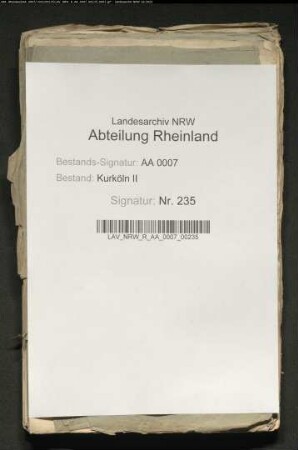 Landesarchiv NRW
Abteilung Rheinland
Bestands-Signatur: AA 0007
Bestand: Kurköln II
Signatur: Nr. 235
LAV_NRW_R_AA_0007_00235